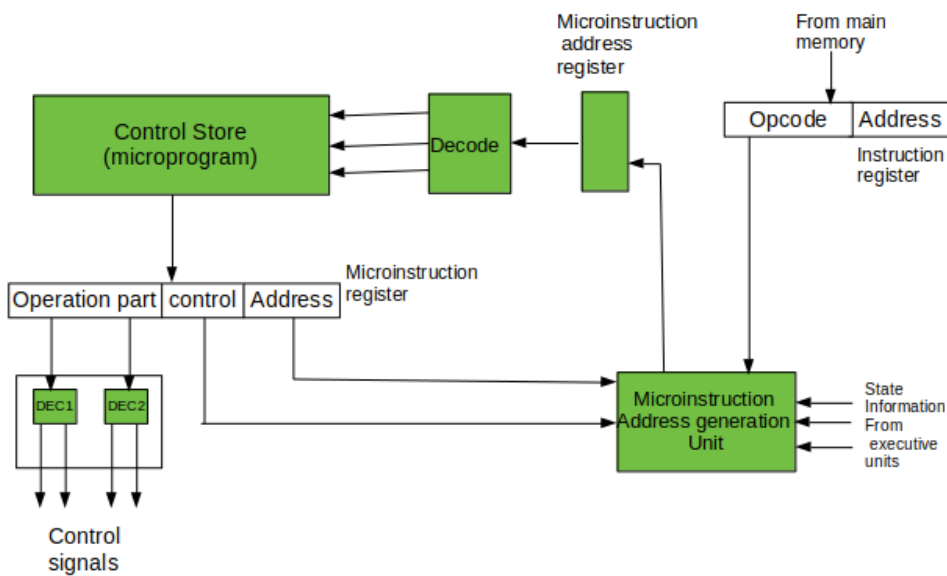 Microinstruction
address
register
From main
memory
Control Store
(microprogram)
Decode
Opcode
Address
Instruction
register
Microinstruction
register
Operation part
control
Address
DEC1
DEC2
Microinstruction
Address generation
Unit
State
Information
From
executive
units
Control
signals